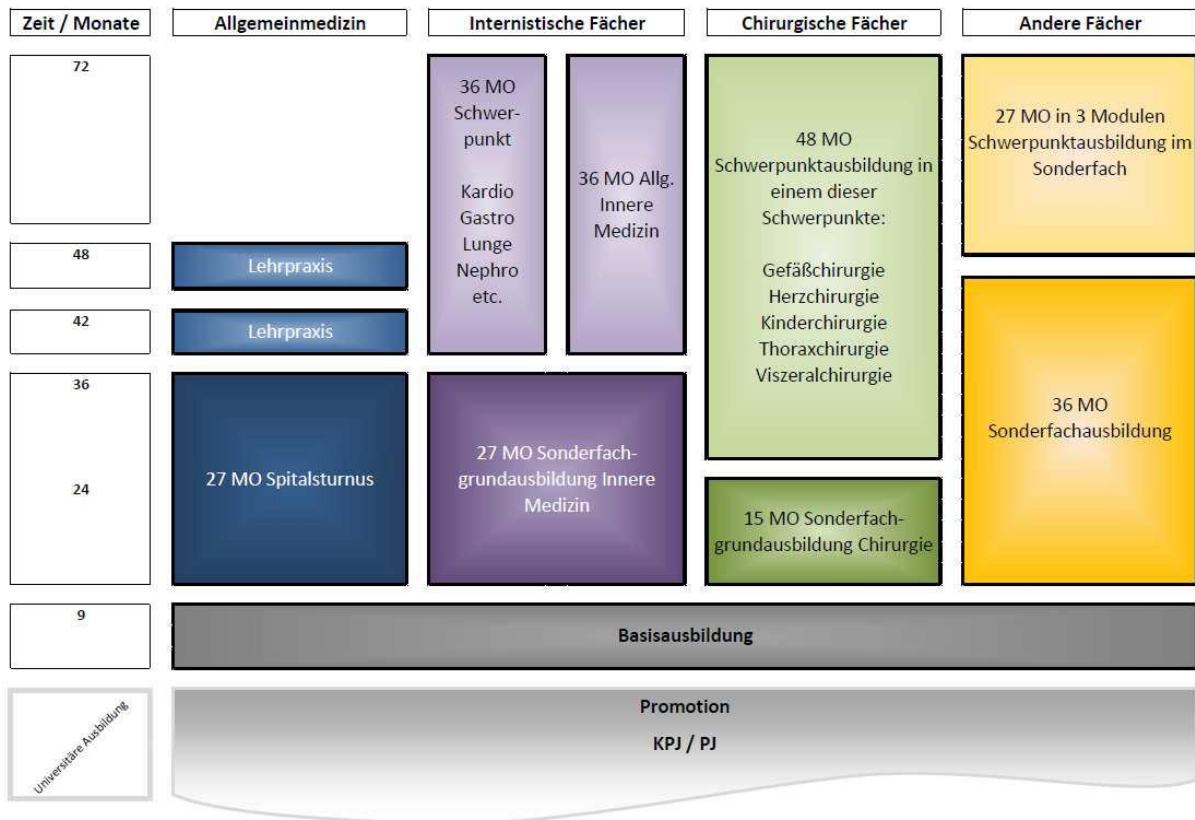 Zeit / Monate
Allgemeinmedizin
Internistische Fächer
Chirurgische Fächer
Andere Fächer
72
36 MO
Schwer-
punkt
Kardio
Gastro
Lunge
Nephro
etc.
36 MO Allg.
Innere
Medizin
48 MO
Schwerpunktausbildung in
einem dieser
Schwerpunkte:
Gefäßchirurgie
Herzchirurgie
Kinderchirurgie
Thoraxchirurgie
Viszeralchirurgie
27 MO in 3 Modulen
Schwerpunktausbildung im
Sonderfach
48
Lehrpraxis
42
Lehrpraxis
36
24
27 MO Spitalsturnus
27 MO Sonderfach-
grundausbildung Innere
Medizin
15 MO Sonderfach-
grundausbildung Chirurgie
36 MO
Sonderfachausbildung
9
Basisausbildung
Universitäre Ausbildung
Promotion
KPJ / PJ